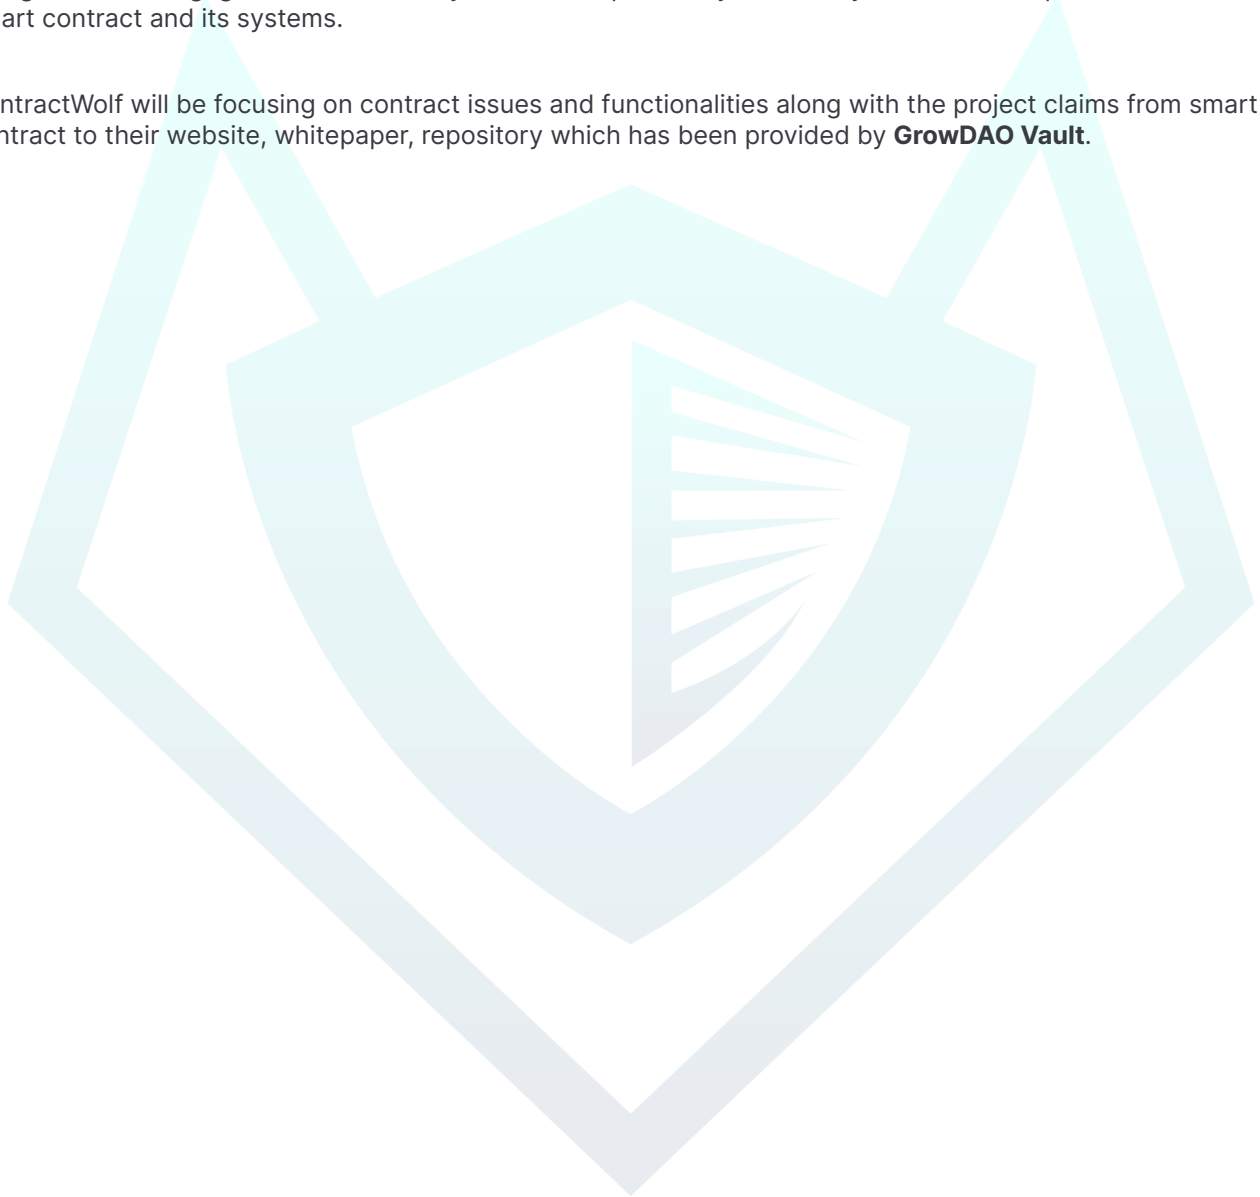 art contract and its systems.
ntractWolf will be focusing on contract issues and functionalities along with the project claims from smart
ntract to their website, whitepaper, repository which has been provided by GrowDAO Vault.